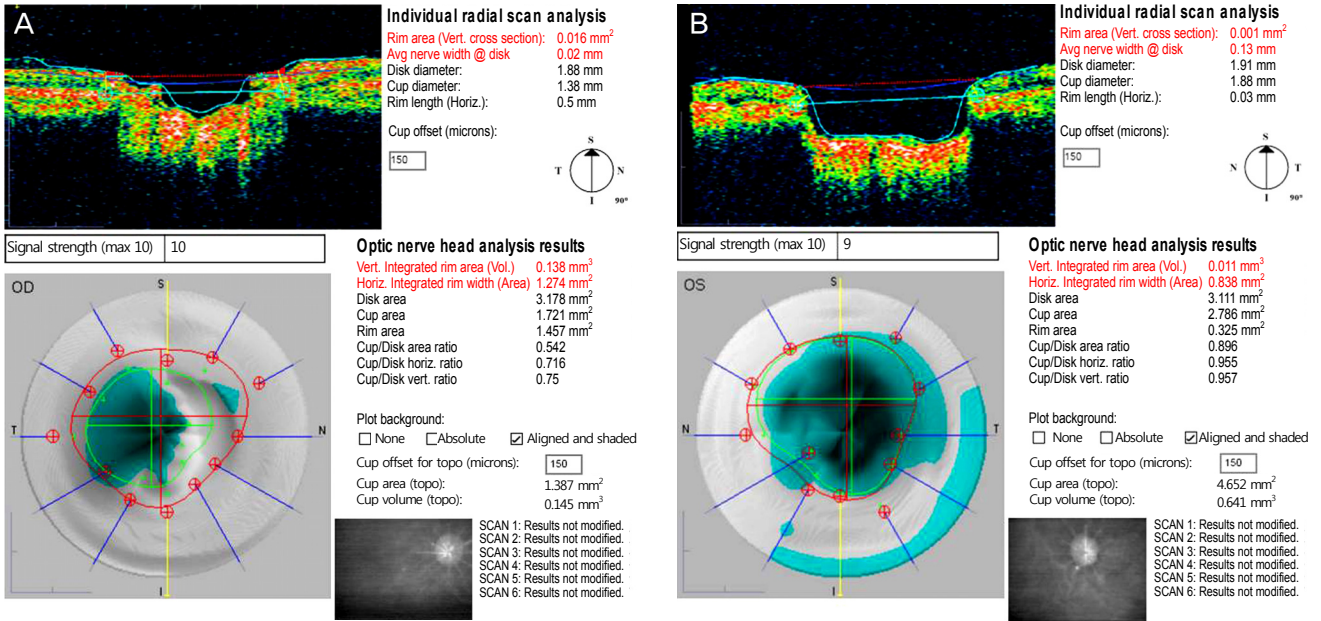 A
Individual radial scan analysis
Rim area (Vert. cross section): 0.016 mm2
Avg nerve width @ disk 0.02 mm
Disk diameter: 1.88 mm
Cup diameter: 1.38 mm
Rim length (Horiz.): 0.5 mm
Cup offset (microns):
150
S
T N
I 90°
Signal strength (max 10) 10
OD
S
T N
I
Optic nerve head analysis results
Vert. Integrated rim area (Vol.) 0.138 mm3
Horiz. Integrated rim width (Area) 1.274 mm2
Disk area 3.178 mm2
Cup area 1.721 mm2
Rim area 1.457 mm2
Cup/Disk area ratio 0.542
Cup/Disk horiz. ratio 0.716
Cup/Disk vert. ratio 0.75
Plot background:
None Absolute Aligned and shaded
Cup offset for topo (microns): 150
Cup area (topo): 1.387 mm2
Cup volume (topo): 0.145 mm3
SCAN 1: Results not modified.
SCAN 2: Results not modified.
SCAN 3: Results not modified.
SCAN 4: Results not modified.
SCAN 5: Results not modified.
SCAN 6: Results not modified.
B
Individual radial scan analysis
Rim area (Vert. cross section): 0.001 mm2
Avg nerve width @ disk 0.13 mm
Disk diameter: 1.91 mm
Cup diameter: 1.88 mm
Rim length (Horiz.): 0.03 mm
Cup offset (microns):
150
S
N T
I 90°
Signal strength (max 10) 9
OS
S
N T
I
Optic nerve head analysis results
Vert. Integrated rim area (Vol.) 0.011 mm3
Horiz. Integrated rim width (Area) 0.838 mm2
Disk area 3.111 mm2
Cup area 2.786 mm2
Rim area 0.325 mm2
Cup/Disk area ratio 0.896
Cup/Disk horiz. ratio 0.955
Cup/Disk vert. ratio 0.957
Plot background:
None Absolute Aligned and shaded
Cup offset for topo (microns): 150
Cup area (topo): 4.652 mm2
Cup volume (topo): 0.641 mm3
SCAN 1: Results not modified.
SCAN 2: Results not modified.
SCAN 3: Results not modified.
SCAN 4: Results not modified.
SCAN 5: Results not modified.
SCAN 6: Results not modified.